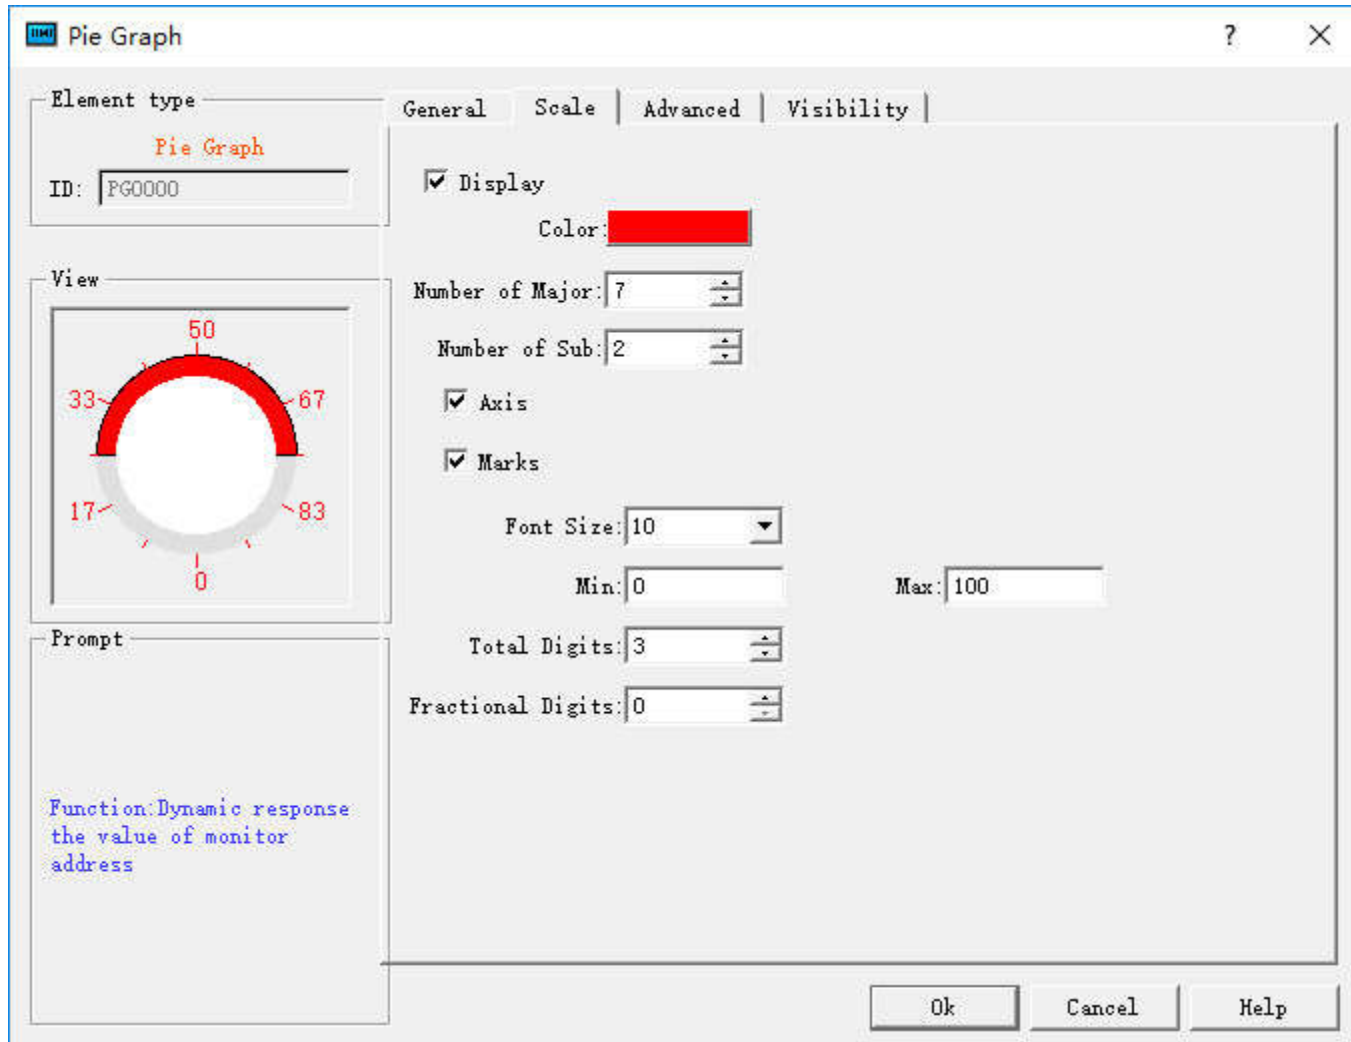 Pie Graph
Element type
Pie Graph
ID: PG0000
View
50
33
67
17
83
0
Prompt
Function:Dynamic response
the value of monitor
address
General Scale Advanced Visibility
Display
Color:
Number of Major: 7
Number of Sub: 2
Axis
Marks
Font Size: 10
Min: 0 Max: 100
Total Digits: 3
Fractional Digits: 0
Ok Cancel Help